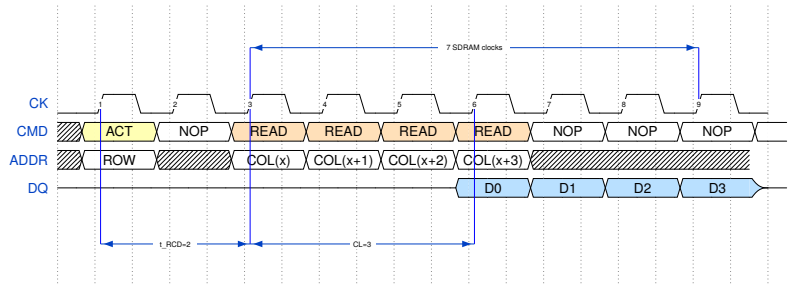 7 SDRAM clocks
CK 1 2 3 4 5 6 7 8 9
CMD ACT NOP READ READ READ READ NOP NOP NOP
ADDR ROW COL(x) COL(x+1) COL(x+2) COL(x+3)
DQ D0 D1 D2 D3
t_RCD=2 CL=3